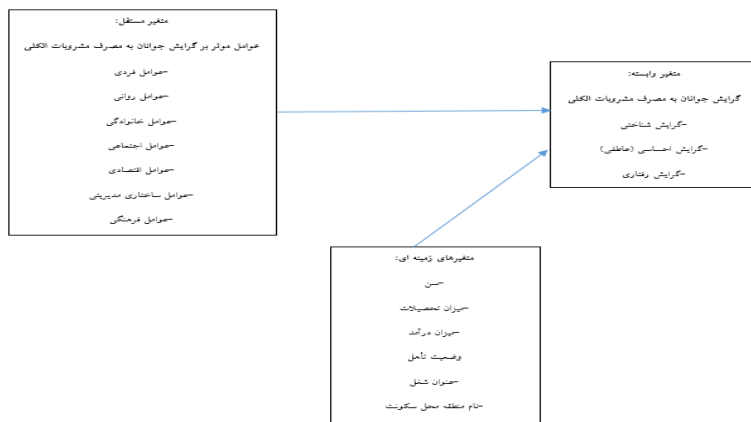 متغیر مستقل:
عوامل موثر بر گرایش جوانان به مصرف مشروبات الکلی
-عوامل فردی
-عوامل روانی
-عوامل خانوادگی
-عوامل اجتماعی
-عوامل اقتصادی
-عوامل ساختاری مدیریتی
-عوامل فرهنگی
متغیر وابسته:
گرایش جوانان به مصرف مشروبات الکلی
-گرایش شناختی
-گرایش احساسی (عاطفی)
-گرایش رفتاری
متغیرهای زمینه ای:
-سن
-میزان تحصیلات
-میزان درآمد
وضعیت تأهل
-عنوان شغل
-نام منطقه محل سکونت